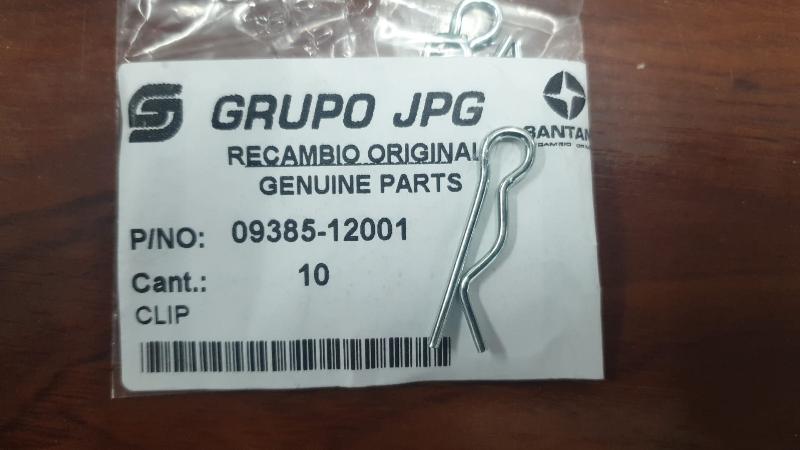 GRUPO JPG
RECAMBIO ORIGINAL
GENUINE PARTS
P/NO: 09385-12001
Cant.: 10
CLIP